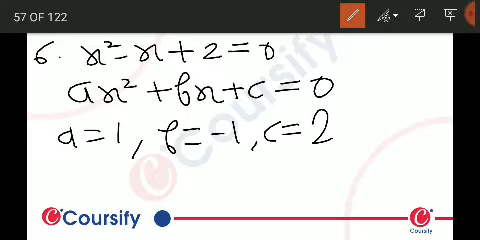 57 OF 122
6. x² - x + 2 = 0
ax² + bx + c = 0
a = 1, b = -1, c = 2
Coursify
Coursify